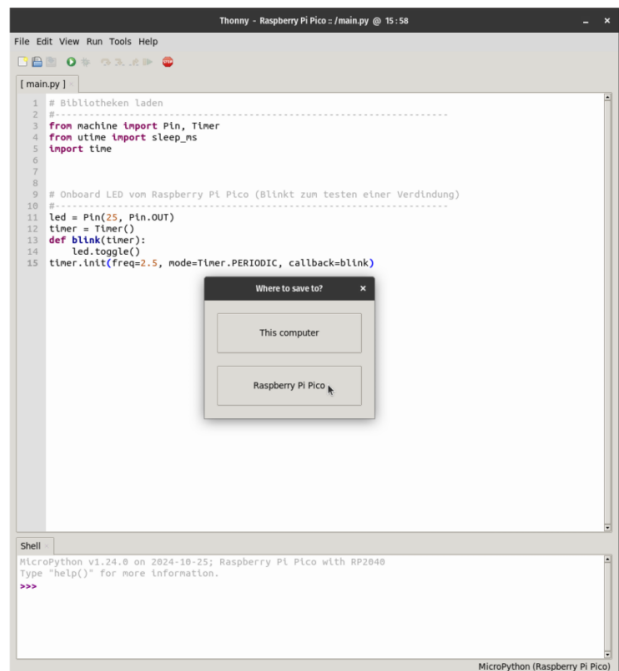 Thonny - Raspberry Pi Pico :: /main.py @ 15 : 58
File Edit View Run Tools Help
[ main.py ]
1 # Bibliotheken laden
2 #-----------------------------------------------------------------
3 from machine import Pin, Timer
4 from utime import sleep_ms
5 import time
6
7
8
9 # Onboard LED vom Raspberry Pi Pico (Blinkt zum testen einer Verdindung)
10 #-----------------------------------------------------------------
11 led = Pin(25, Pin.OUT)
12 timer = Timer()
13 def blink(timer):
14     led.toggle()
15 timer.init(freq=2.5, mode=Timer.PERIODIC, callback=blink)
Where to save to?
This computer
Raspberry Pi Pico
Shell
MicroPython v1.24.0 on 2024-10-25; Raspberry Pi Pico with RP2040
Type "help()" for more information.
>>>
MicroPython (Raspberry Pi Pico)